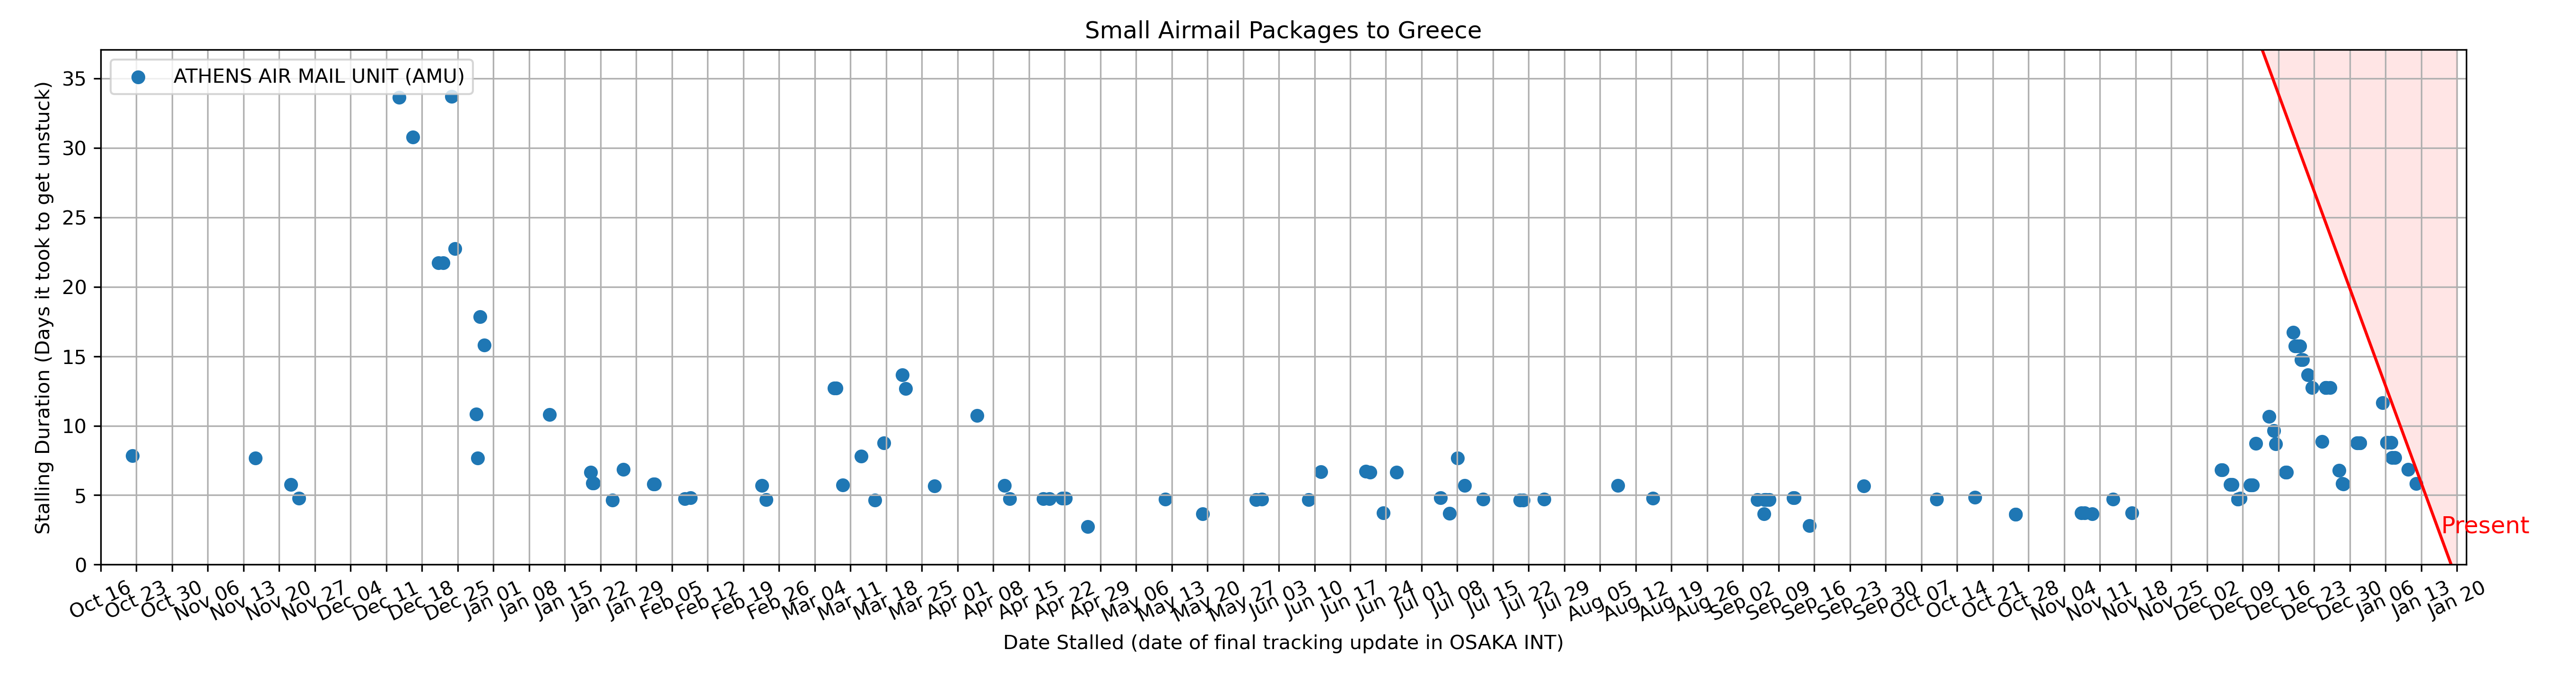 Small Airmail Packages to Greece
ATHENS AIR MAIL UNIT (AMU)
Stalling Duration (Days it took to get unstuck)
35
30
25
20
15
10
5
0
Present
Oct 16
Oct 23
Oct 30
Nov 06
Nov 13
Nov 20
Nov 27
Dec 04
Dec 11
Dec 18
Dec 25
Jan 01
Jan 08
Jan 15
Jan 22
Jan 29
Feb 05
Feb 12
Feb 19
Feb 26
Mar 04
Mar 11
Mar 18
Mar 25
Apr 01
Apr 08
Apr 15
Apr 22
Apr 29
May 06
May 13
May 20
May 27
Jun 03
Jun 10
Jun 17
Jun 24
Jul 01
Jul 08
Jul 15
Jul 22
Jul 29
Aug 05
Aug 12
Aug 19
Aug 26
Sep 02
Sep 09
Sep 16
Sep 23
Sep 30
Oct 07
Oct 14
Oct 21
Oct 28
Nov 04
Nov 11
Nov 18
Nov 25
Dec 02
Dec 09
Dec 16
Dec 23
Dec 30
Jan 06
Jan 13
Jan 20
Date Stalled (date of final tracking update in OSAKA INT)